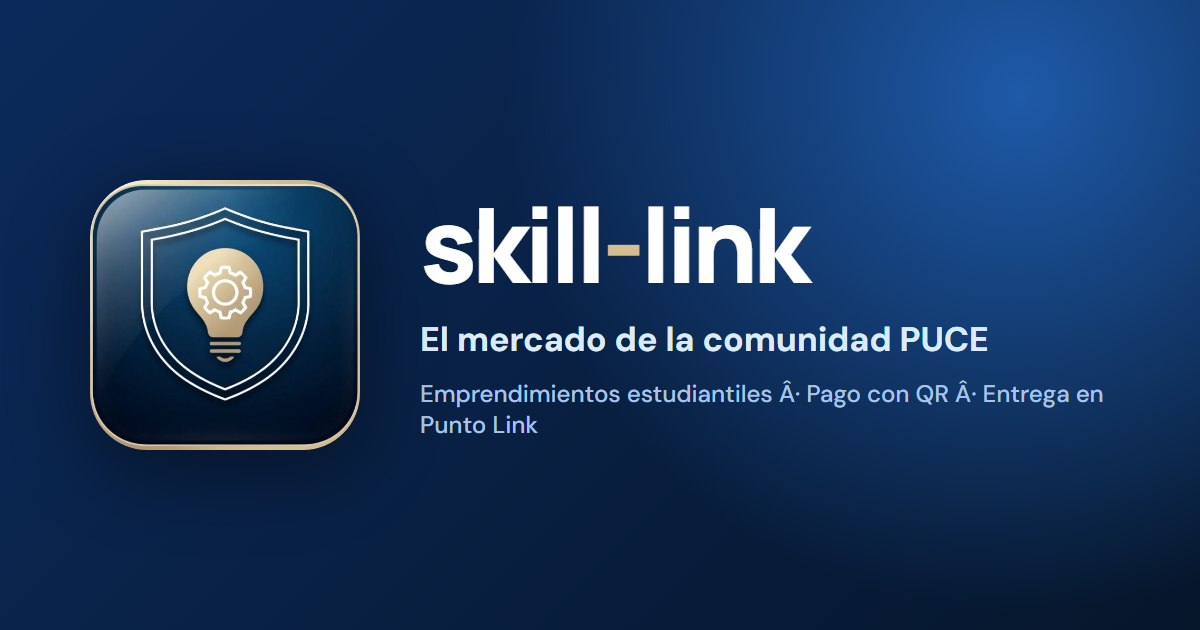 skill-link
El mercado de la comunidad PUCE
Emprendimientos estudiantiles Â· Pago con QR Â· Entrega en
Punto Link